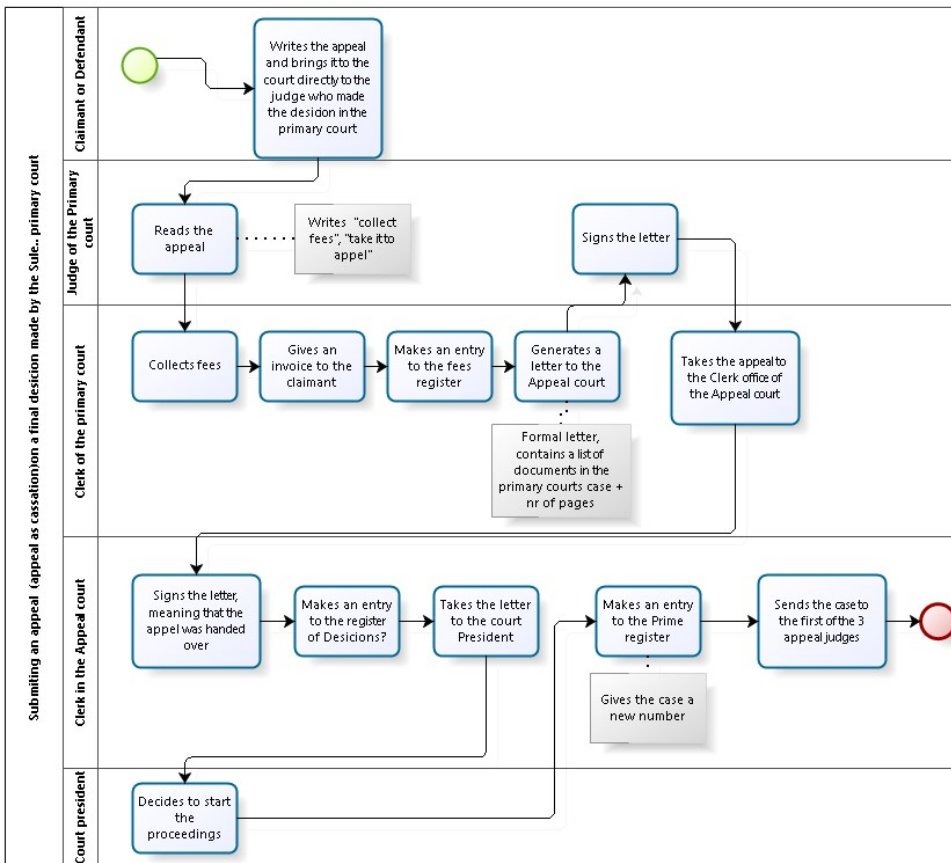 Submiting an appeal (appeal as cassation)on a final desicion made by the Sule.. primary court
Claimant or Defendant
Writes the appeal
and brings it to the
court directly to the
judge who made
the desicion in the
primary court
Judge of the Primary
court
Reads the
appeal
Writes "collect
fees", "take it to
appel"
Signs the letter
Clerk of the primary court
Collects fees
Gives an
invoice to the
claimant
Makes an entry
to the fees
register
Generates a
letter to the
Appeal court
Takes the appeal to
the Clerk office of
the Appeal court
Formal letter,
contains a list of
documents in the
primary courts case +
nr of pages
Clerk in the Appeal court
Signs the letter,
meaning that the
appel was handed
over
Makes an entry
to the register
of Desicions?
Takes the letter
to the court
President
Makes an entry
to the Prime
register
Sends the case to
the first of the 3
appeal judges
Gives the case a
new number
Court president
Decides to start
the
proceedings